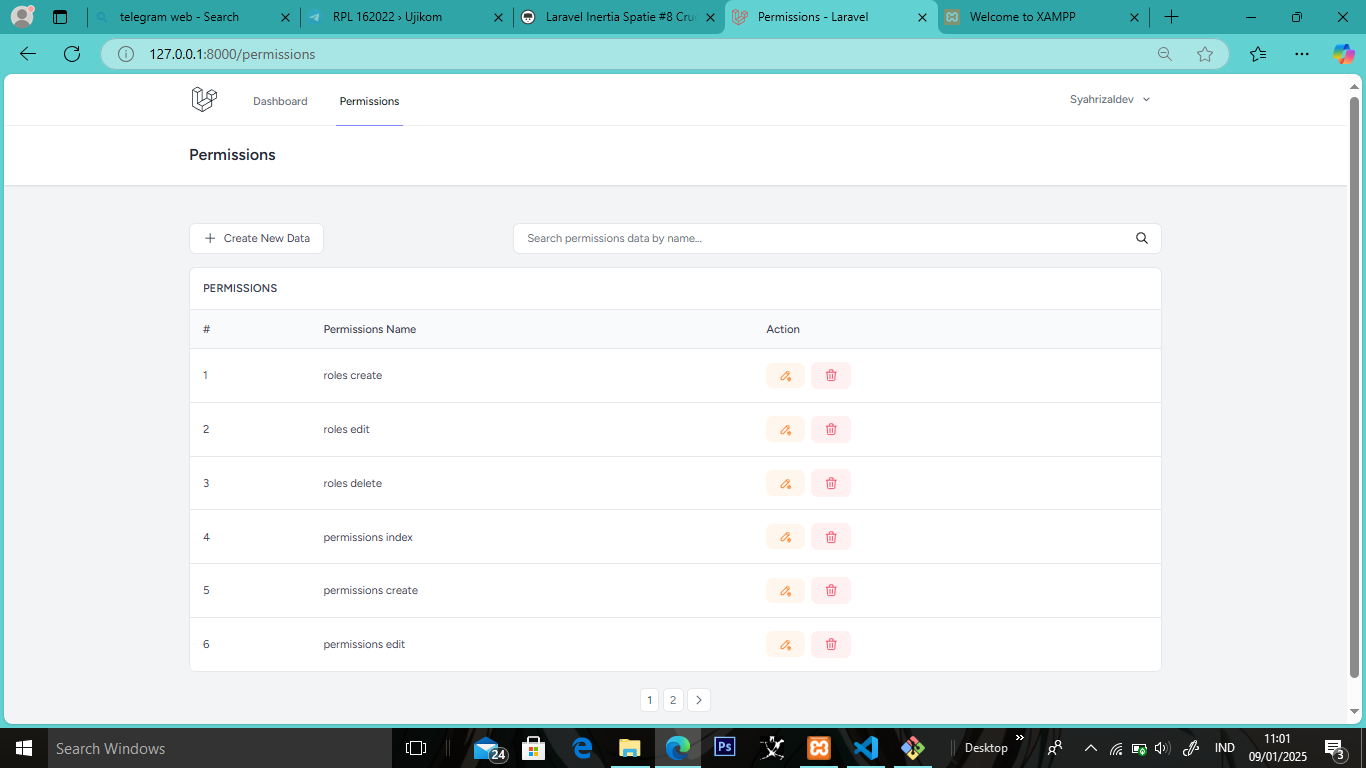 telegram web - Search
RPL 162022 › Ujikom
Laravel Inertia Spatie #8 Cru
Permissions - Laravel
Welcome to XAMPP
127.0.0.1:8000/permissions
Dashboard
Permissions
Syahrizaldev
Permissions
Create New Data
Search permissions data by name...
PERMISSIONS
# Permissions Name Action
1 roles create
2 roles edit
3 roles delete
4 permissions index
5 permissions create
6 permissions edit
1 2
Search Windows
24
Ps
Desktop
IND
11:01
09/01/2025
3